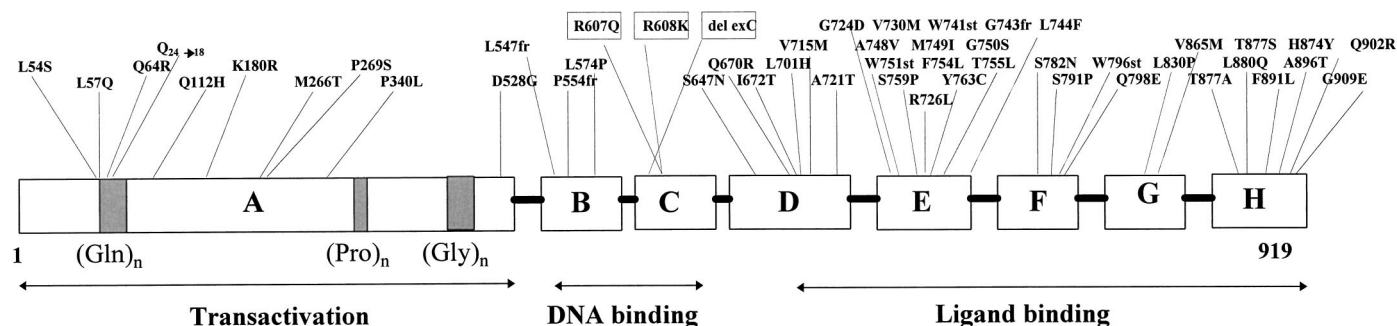 G724D V730M W741st G743fr L744F
R607Q R608K del exC
L547fr V715M A748V M749I G750S V865M T877S H874Y Q902R
Q24→18
L54S Q64R K180R P269S L574P Q670R L701H W751st F754L T755L S782N W796st L830P L880Q A896T
L57Q Q112H M266T P340L D528G P554fr S647N I672T A721T S759P Y763C S791P Q798E T877A F891L G909E
R726L
A B C D E F G H
1 (Gln)n (Pro)n (Gly)n 919
Transactivation DNA binding Ligand binding